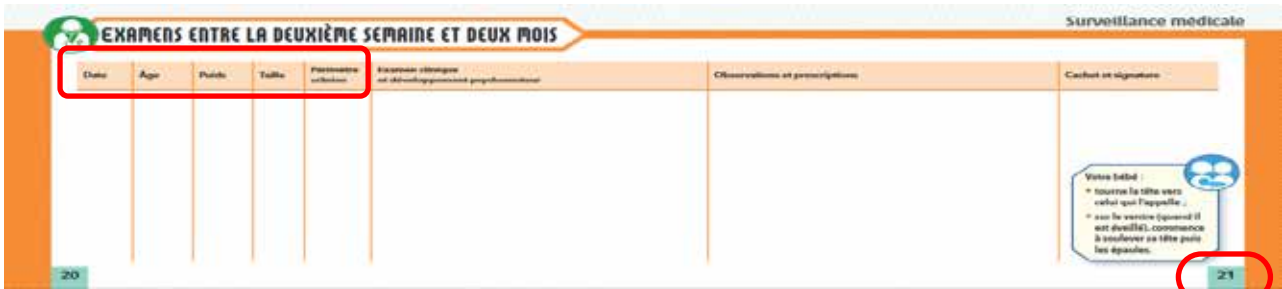 Surveillance médicale
EXAMENS ENTRE LA DEUXIÈME SEMAINE ET DEUX MOIS
Date Âge Poids Taille Périmètre crânien Examen clinique et développement psychomoteur Observations et prescriptions Cachet et signature
Votre bébé :
• tourne la tête vers
celui qui l'appelle ;
• sur le ventre (quand il
est éveillé), commence
à soulever sa tête puis
les épaules.
20 21